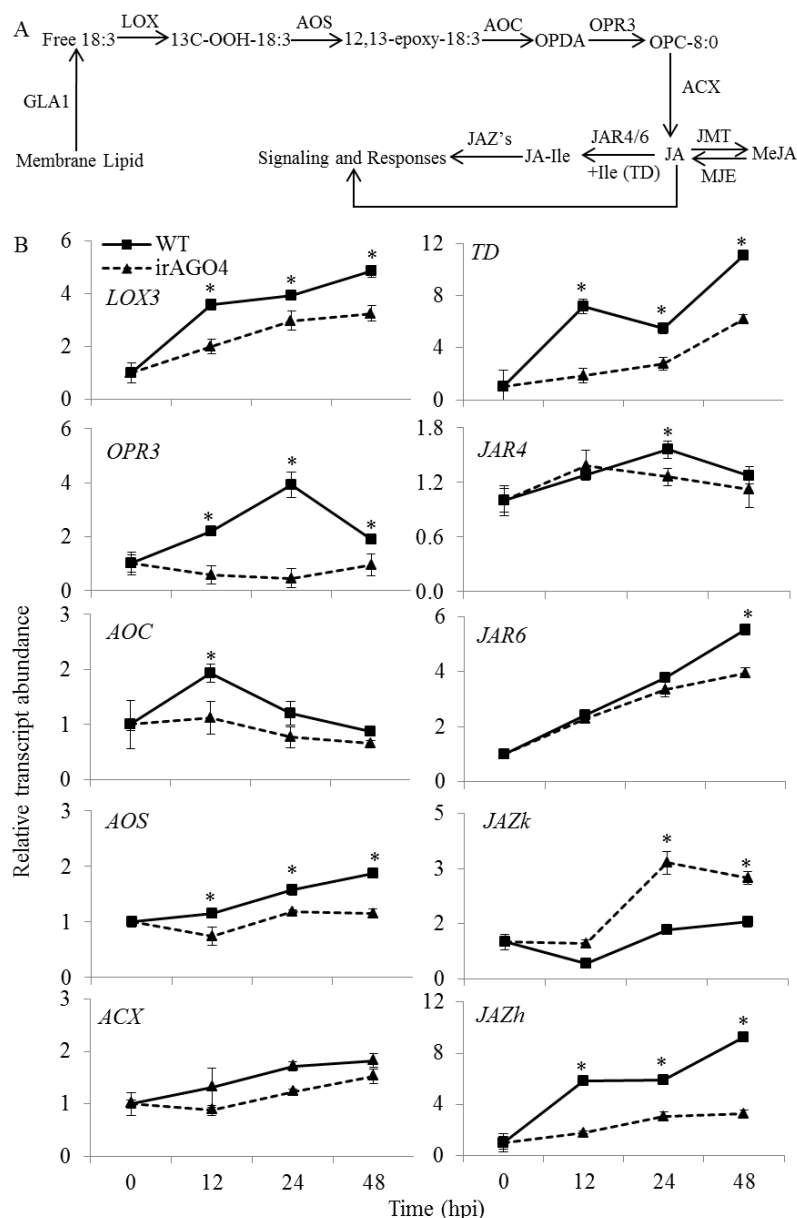 A
LOX
AOS
AOC
OPR3
Free 18:3
13C-OOH-18:3
12,13-epoxy-18:3
OPDA
OPC-8:0
GLA1
ACX
JAZ's
JAR4/6
JMT
Membrane Lipid
Signaling and Responses
JA-Ile
JA
MeJA
+Ile (TD)
MJE
B
WT
irAGO4
Relative transcript abundance
LOX3
6
4
2
0
* * *
TD
12
8
4
0
* * *
OPR3
6
4
2
0
* * *
JAR4
1.8
1.2
0.6
0.0
*
AOC
3
2
1
0
*
JAR6
6
4
2
0
*
AOS
3
2
1
0
* * *
JAZk
5
3
2
0
* *
ACX
3
2
1
0
JAZh
12
8
4
0
* * *
0 12 24 48
0 12 24 48
Time (hpi)